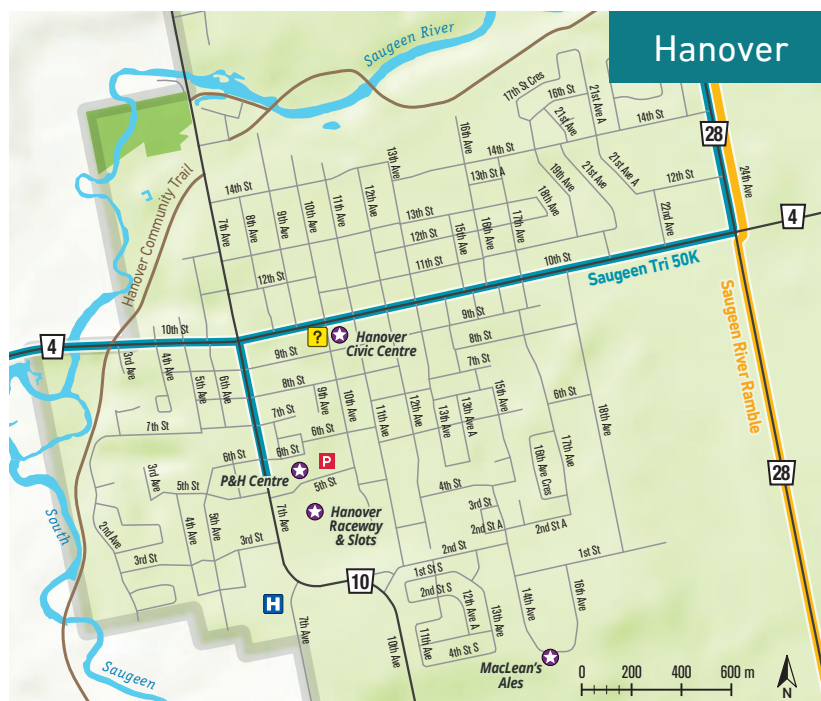 Hanover
Saugeen River
17th St Cres
16th St
21st Ave A
21st Ave
14th St
28
16th Ave
13th Ave
14th St
13th St A
19th Ave
21st Ave
21st Ave A
12th St
18th Ave
24th Ave
Hanover Community Trail
14th St
7th Ave
8th Ave
9th Ave
10th Ave
11th Ave
12th Ave
13th St
12th St
15th Ave
16th Ave
17th Ave
22nd Ave
4
11th St
10th St
12th St
Saugeen Tri 50K
10th St
4
?
Hanover
Civic Centre
9th St
9th St
8th St
7th St
3rd Ave
4th Ave
5th Ave
6th Ave
8th St
9th Ave
10th Ave
11th Ave
12th Ave
13th Ave
13th Ave A
15th Ave
6th St
18th Ave
Saugeen River Ramble
7th St
7th St
6th St
6th St
6th St
P
P&H Centre
5th St
5th St
3rd Ave
17th Ave
16th Ave Cres
28
4th St
3rd St
2nd St A
2nd St A
Hanover
Raceway
& Slots
7th Ave
2nd Ave
4th Ave
5th Ave
3rd St
3rd St
2nd St
1st St
South
10
1st St S
2nd St S
12th Ave A
13th Ave
14th Ave
16th Ave
H
7th Ave
10th Ave
11th Ave
4th St S
MacLean's
Ales
Saugeen
0 200 400 600 m
N